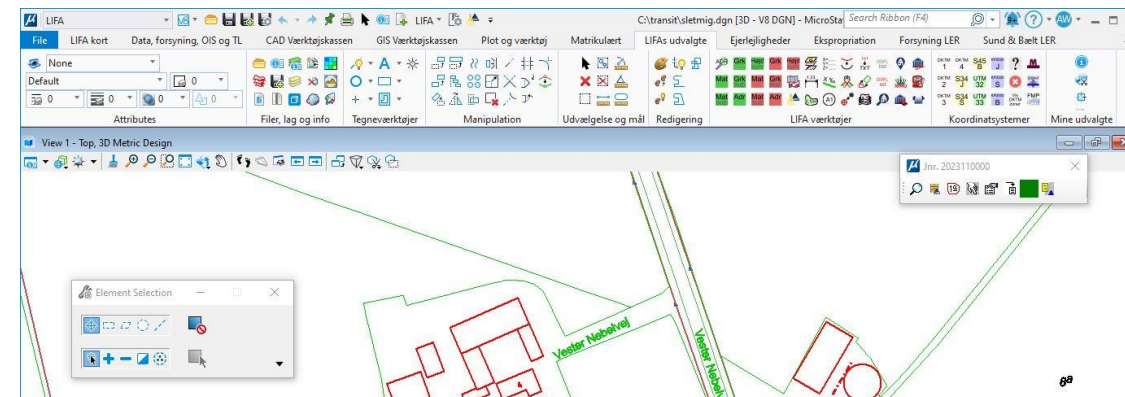 LIFA
LIFA
C:\transit\sletmig.dgn [3D - V8 DGN] - MicroSta
Search Ribbon (F4)
AW
File LIFA kort Data, forsyning, OIS og TL CAD Værktøjskassen GIS Værktøjskassen Plot og værktøj Matrikulært LIFAs udvalgte Ejerlejligheder Ekspropriation Forsyning LER Sund & Bælt LER
None
Default 0
0 0 0 0
Attributes Filer, lag og info Tegneværktøjer Manipulation Udvælgelse og mål Redigering LIFA værktøjer Koordinatsystemer Mine udvalgte
View 1 - Top, 3D Metric Design
Jnr. 2023110000
Element Selection
Vester Nebelvej
Vester Nebelv
8a